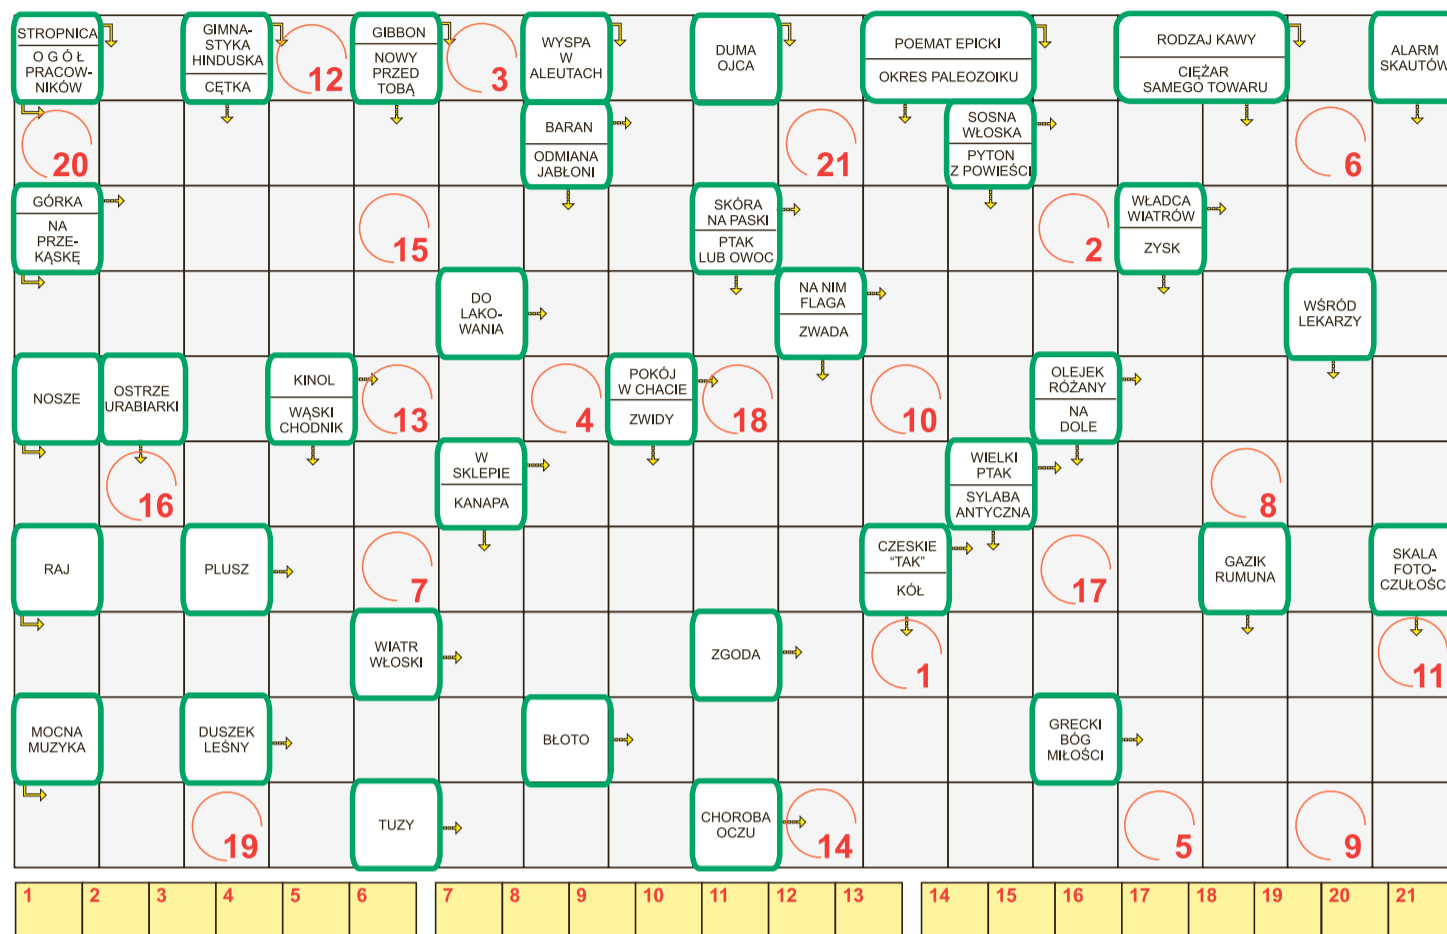 STROPNICA
OGÓŁ
PRACOW-
NIKÓW
GIMNA-
STYKA
HINDUSKA
CĘTKA
12
GIBBON
NOWY
PRZED
TOBĄ
3
WYSPA
W
ALEUTACH
DUMA
OJCA
POEMAT EPICKI
OKRES PALEOZOIKU
RODZAJ KAWY
CIĘŻAR
SAMEGO TOWARU
ALARM
SKAUTÓW
20
BARAN
ODMIANA
JABŁONI
21
SOSNA
WŁOSKA
PYTON
Z POWIEŚCI
6
GÓRKA
NA
PRZE-
KĄSKĘ
15
SKÓRA
NA PASKI
PTAK
LUB OWOC
2
WŁADCA
WIATRÓW
ZYSK
DO
LAKO-
WANIA
NA NIM
FLAGA
ZWADA
WŚRÓD
LEKARZY
NOSZE
OSTRZE
URABIARKI
KINOL
WĄSKI
CHODNIK
13
4
POKÓJ
W CHACIE
ZWIDY
18
10
OLEJEK
RÓŻANY
NA
DOLE
16
W
SKLEPIE
KANAPA
WIELKI
PTAK
SYLABA
ANTYCZNA
8
RAJ
PLUSZ
7
CZESKIE
"TAK"
KÓŁ
17
GAZIK
RUMUNA
SKALA
FOTO-
CZUŁOŚCI
WIATR
WŁOSKI
ZGODA
1
11
MOCNA
MUZYKA
DUSZEK
LEŚNY
BŁOTO
GRECKI
BÓG
MIŁOŚCI
19
TUZY
CHOROBA
OCZU
14
5
9
1 2 3 4 5 6 7 8 9 10 11 12 13 14 15 16 17 18 19 20 21